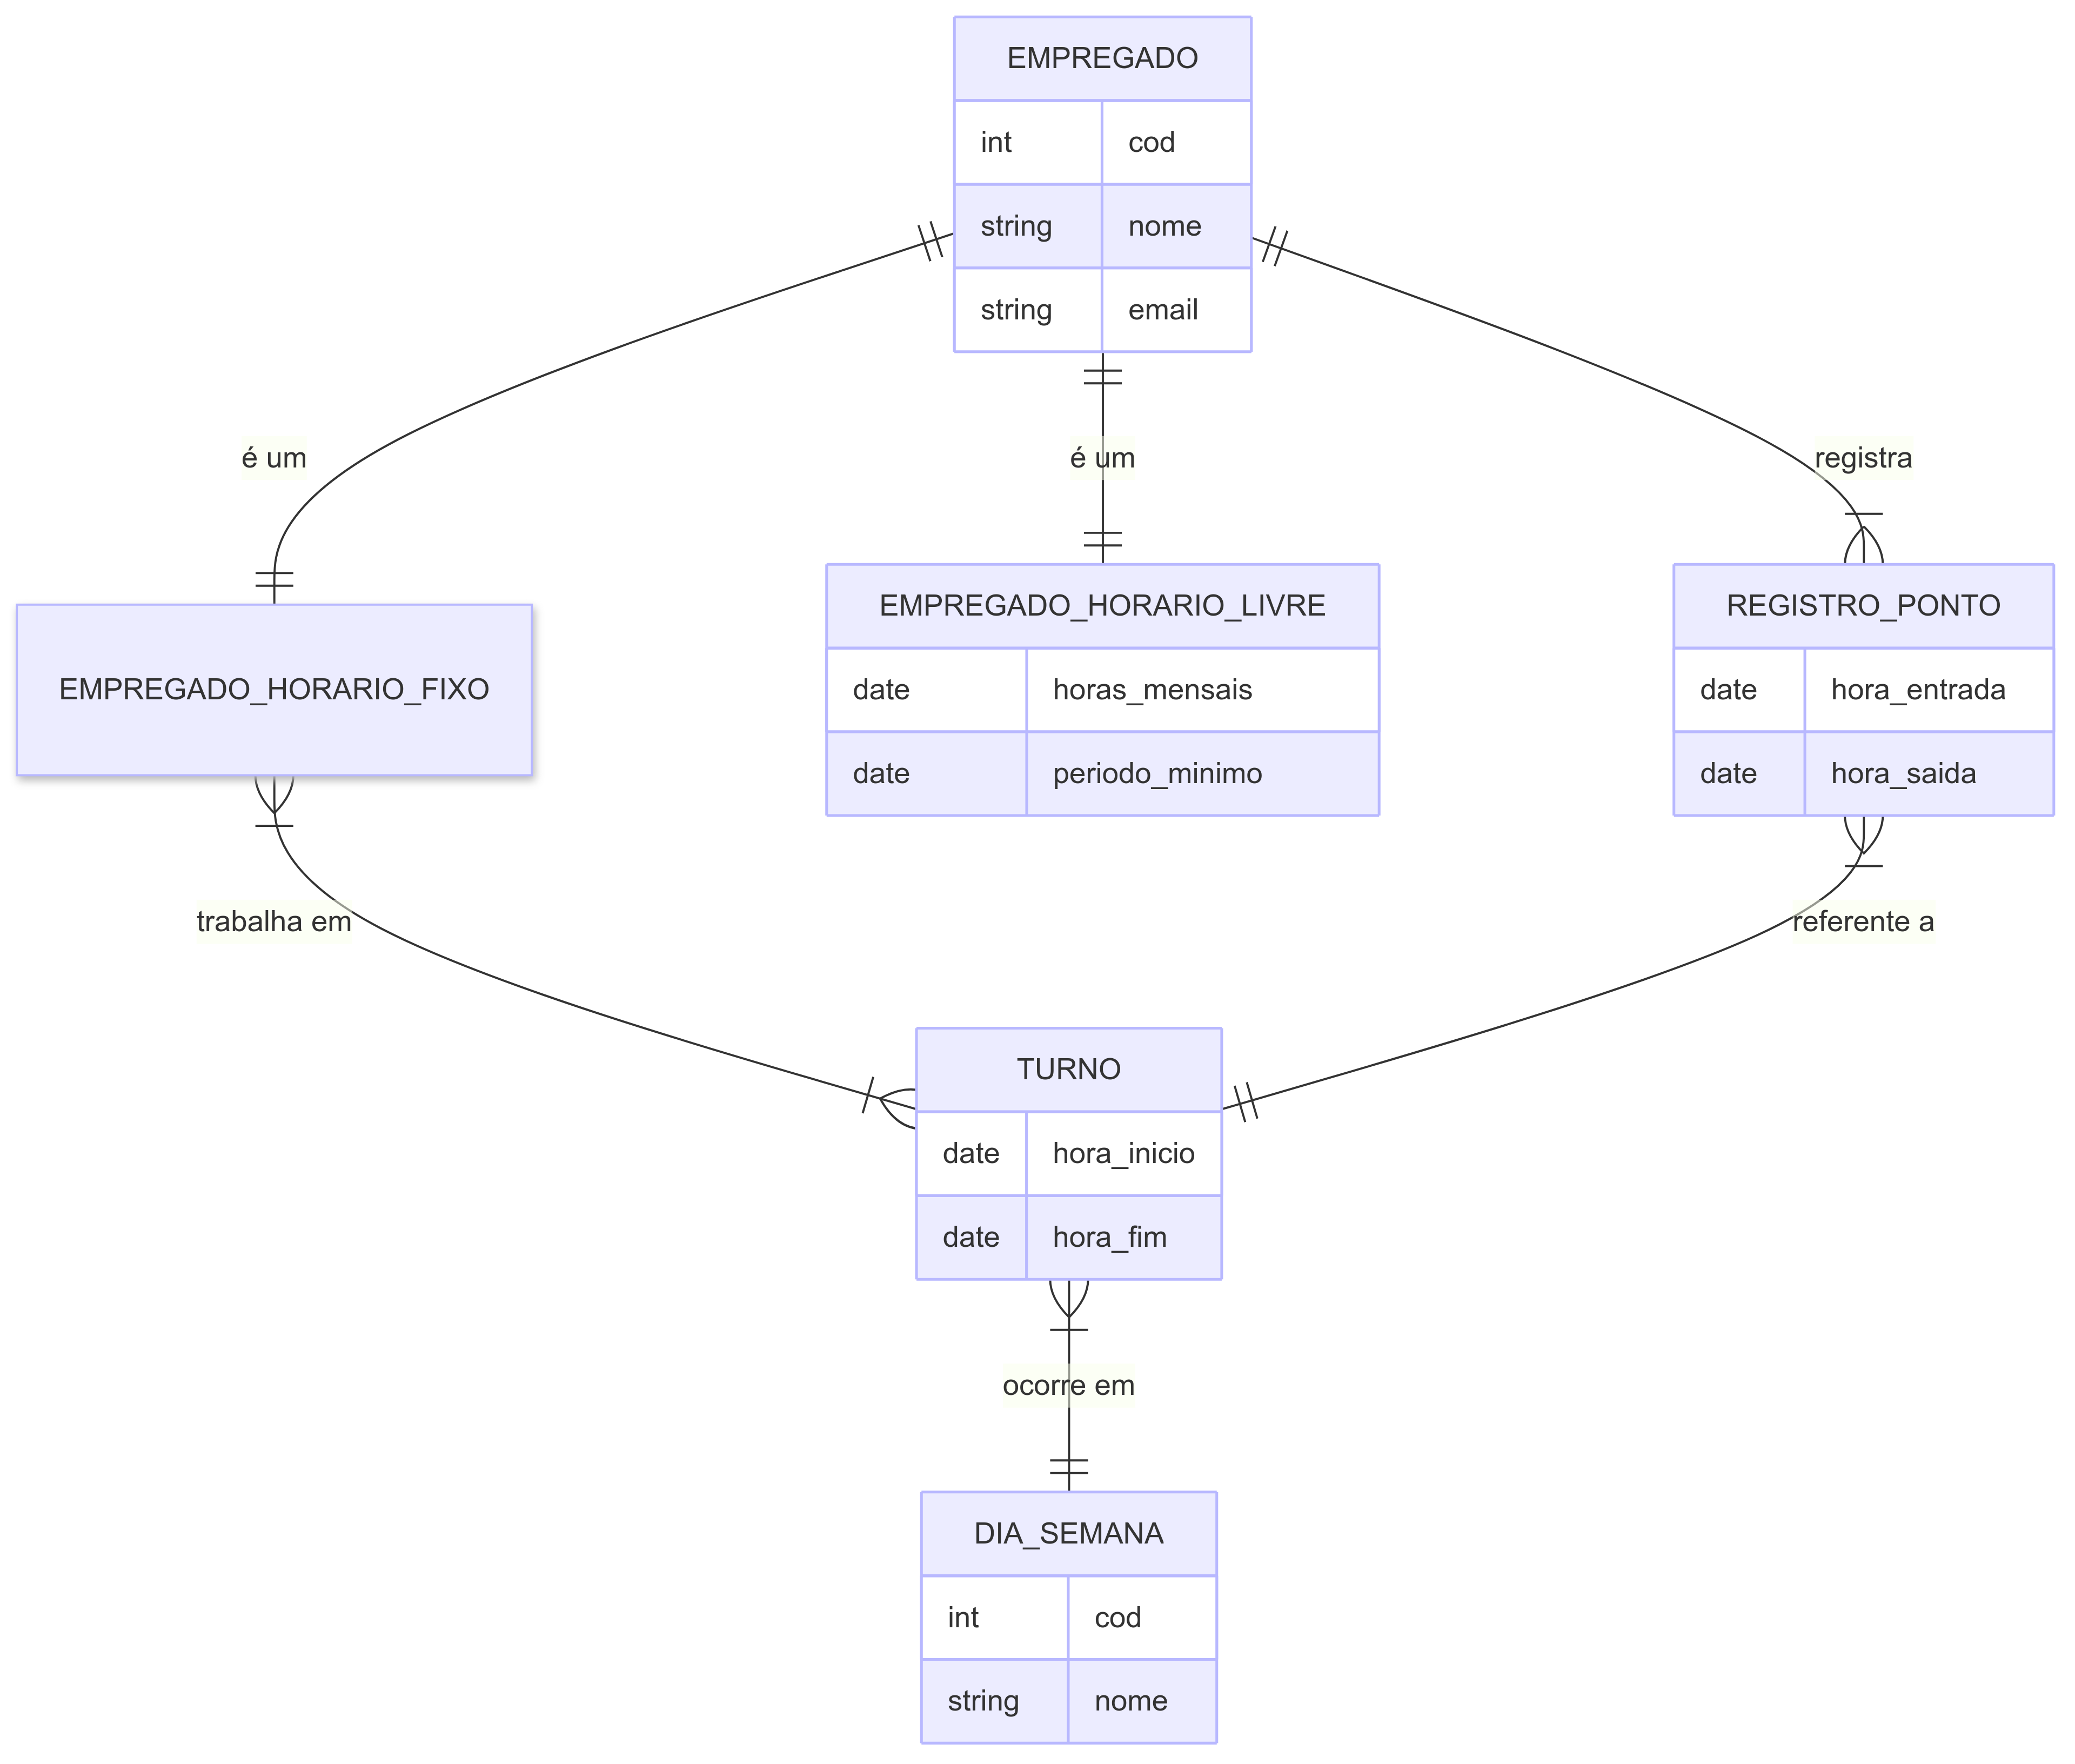 EMPREGADO
int cod
string nome
string email
é um
é um
registra
EMPREGADO_HORARIO_FIXO
EMPREGADO_HORARIO_LIVRE
date horas_mensais
date periodo_minimo
REGISTRO_PONTO
date hora_entrada
date hora_saida
trabalha em
referente a
TURNO
date hora_inicio
date hora_fim
ocorre em
DIA_SEMANA
int cod
string nome